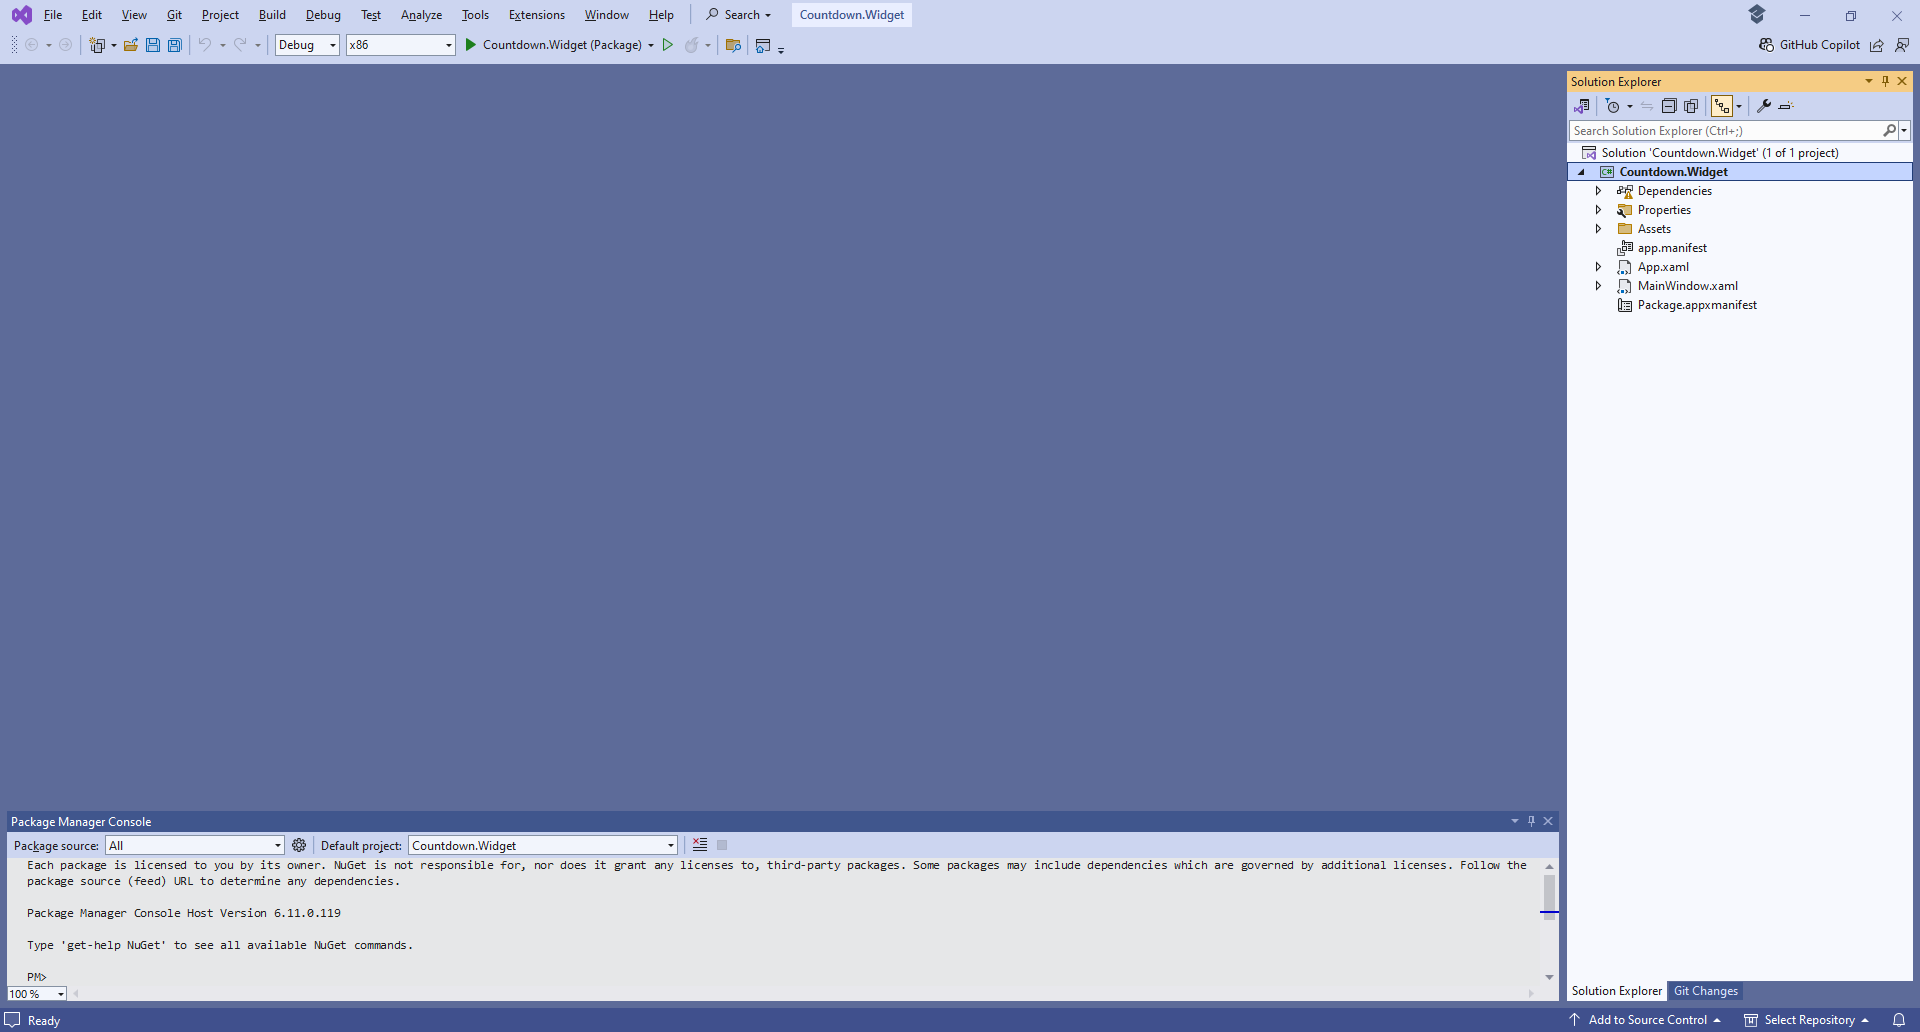 File Edit View Git Project Build Debug Test Analyze Tools Extensions Window Help Search Countdown.Widget
Debug x86 Countdown.Widget (Package) GitHub Copilot
Solution Explorer
Search Solution Explorer (Ctrl+;)
Solution 'Countdown.Widget' (1 of 1 project)
C# Countdown.Widget
Dependencies
Properties
Assets
app.manifest
App.xaml
MainWindow.xaml
Package.appxmanifest
Package Manager Console
Package source: All Default project: Countdown.Widget
Each package is licensed to you by its owner. NuGet is not responsible for, nor does it grant any licenses to, third-party packages. Some packages may include dependencies which are governed by additional licenses. Follow the
package source (feed) URL to determine any dependencies.
Package Manager Console Host Version 6.11.0.119
Type 'get-help NuGet' to see all available NuGet commands.
PM>
100 %
Solution Explorer Git Changes
Ready Add to Source Control Select Repository